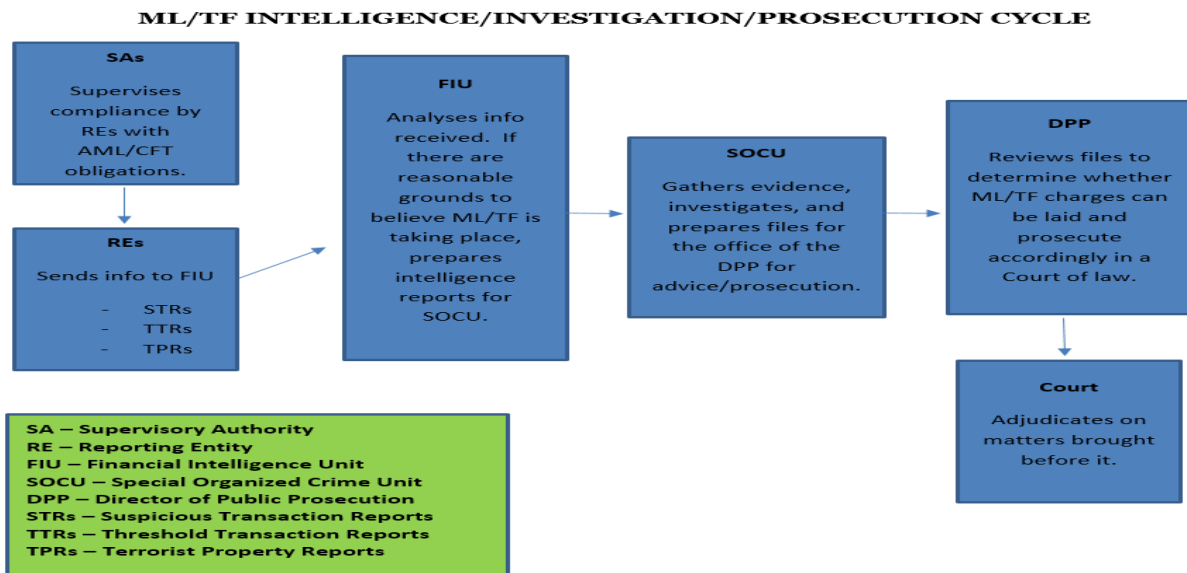 ML/TF INTELLIGENCE/INVESTIGATION/PROSECUTION CYCLE
SAs
Supervises
compliance by
REs with
AML/CFT
obligations.
REs
Sends info to FIU
- STRs
- TTRs
- TPRs
FIU
Analyses info
received. If
there are
reasonable
grounds to
believe ML/TF is
taking place,
prepares
intelligence
reports for
SOCU.
SOCU
Gathers evidence,
investigates, and
prepares files for
the office of the
DPP for
advice/prosecution.
DPP
Reviews files to
determine whether
ML/TF charges can
be laid and
prosecute
accordingly in a
Court of law.
Court
Adjudicates on
matters brought
before it.
SA – Supervisory Authority
RE – Reporting Entity
FIU – Financial Intelligence Unit
SOCU – Special Organized Crime Unit
DPP – Director of Public Prosecution
STRs – Suspicious Transaction Reports
TTRs – Threshold Transaction Reports
TPRs – Terrorist Property Reports